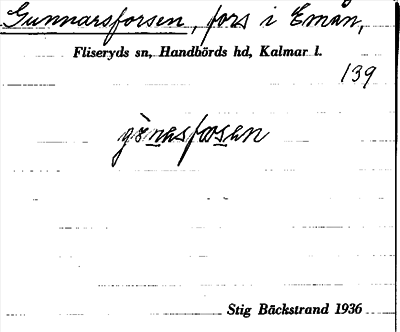 Gunnarsforsen, fors i Emån,
Fliseryds sn, Handbörds hd, Kalmar l.
139
Stig Bäckstrand 1936